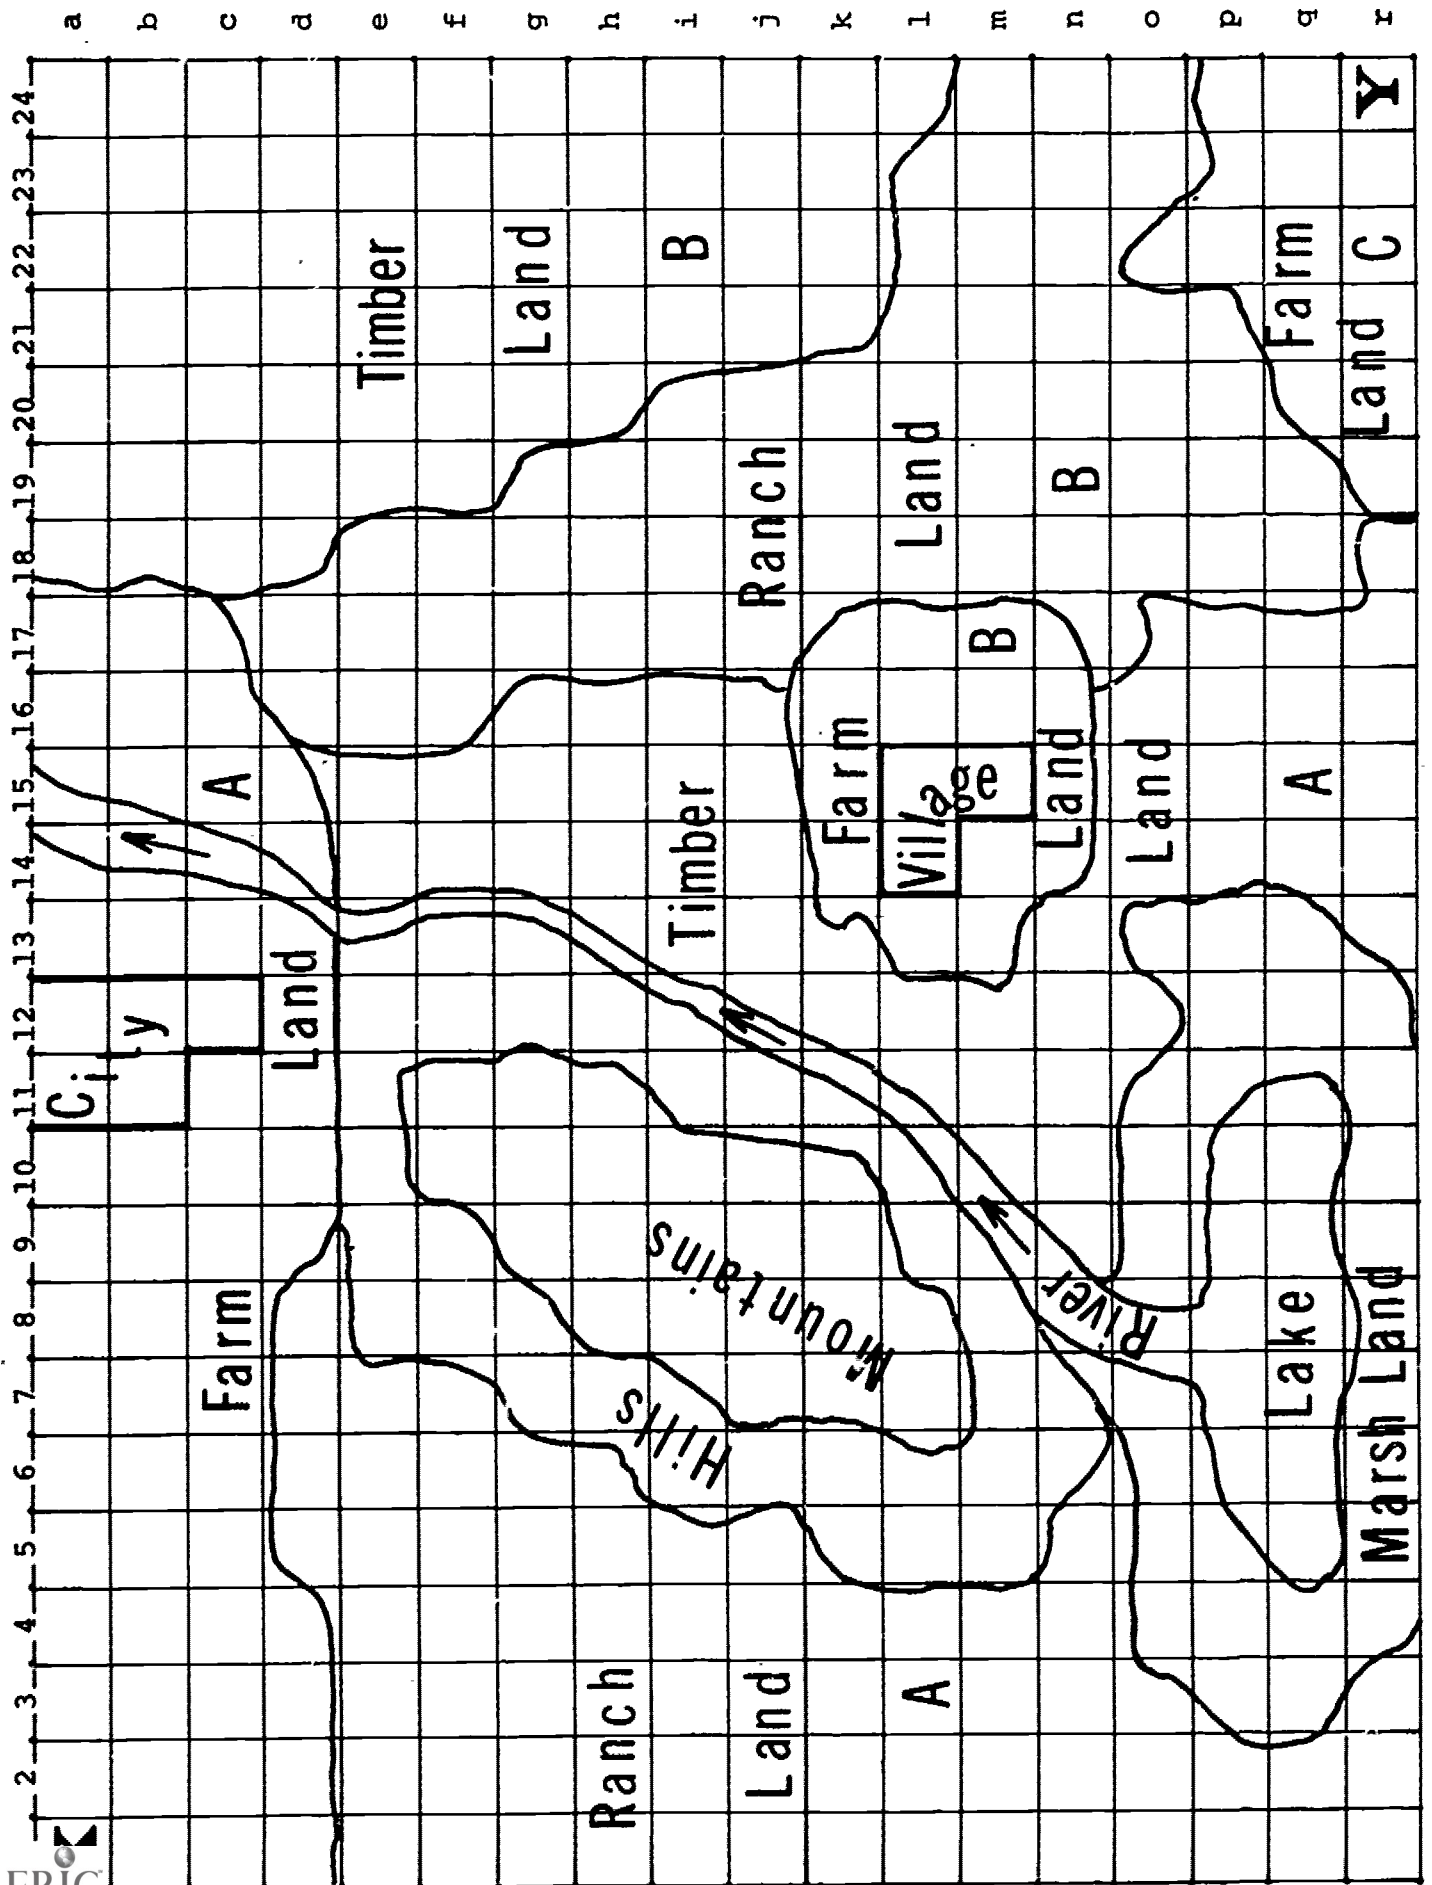 a b c d e f g h i j k l m n o p q r
2 3 4 5 6 7 8 9 10 11 12 13 14 15 16 17 18 19 20 21 22 23 24
City
Farm Land A
Timber Land B
Ranch Land A
Hills
Mountains
Timber Land A
Ranch Land B
Farm Land B
Village
River
Lake
Marsh Land
Farm Land C
Y
ERIC